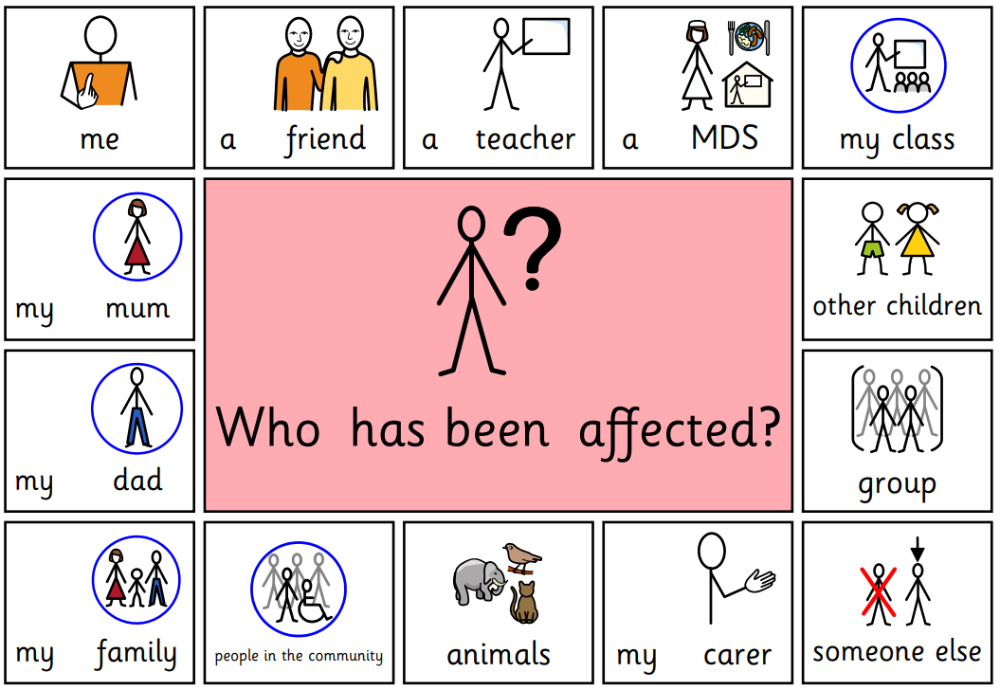 me
a friend
a teacher
a MDS
my class
my mum
Who has been affected?
other children
my dad
group
my family
people in the community
animals
my carer
someone else